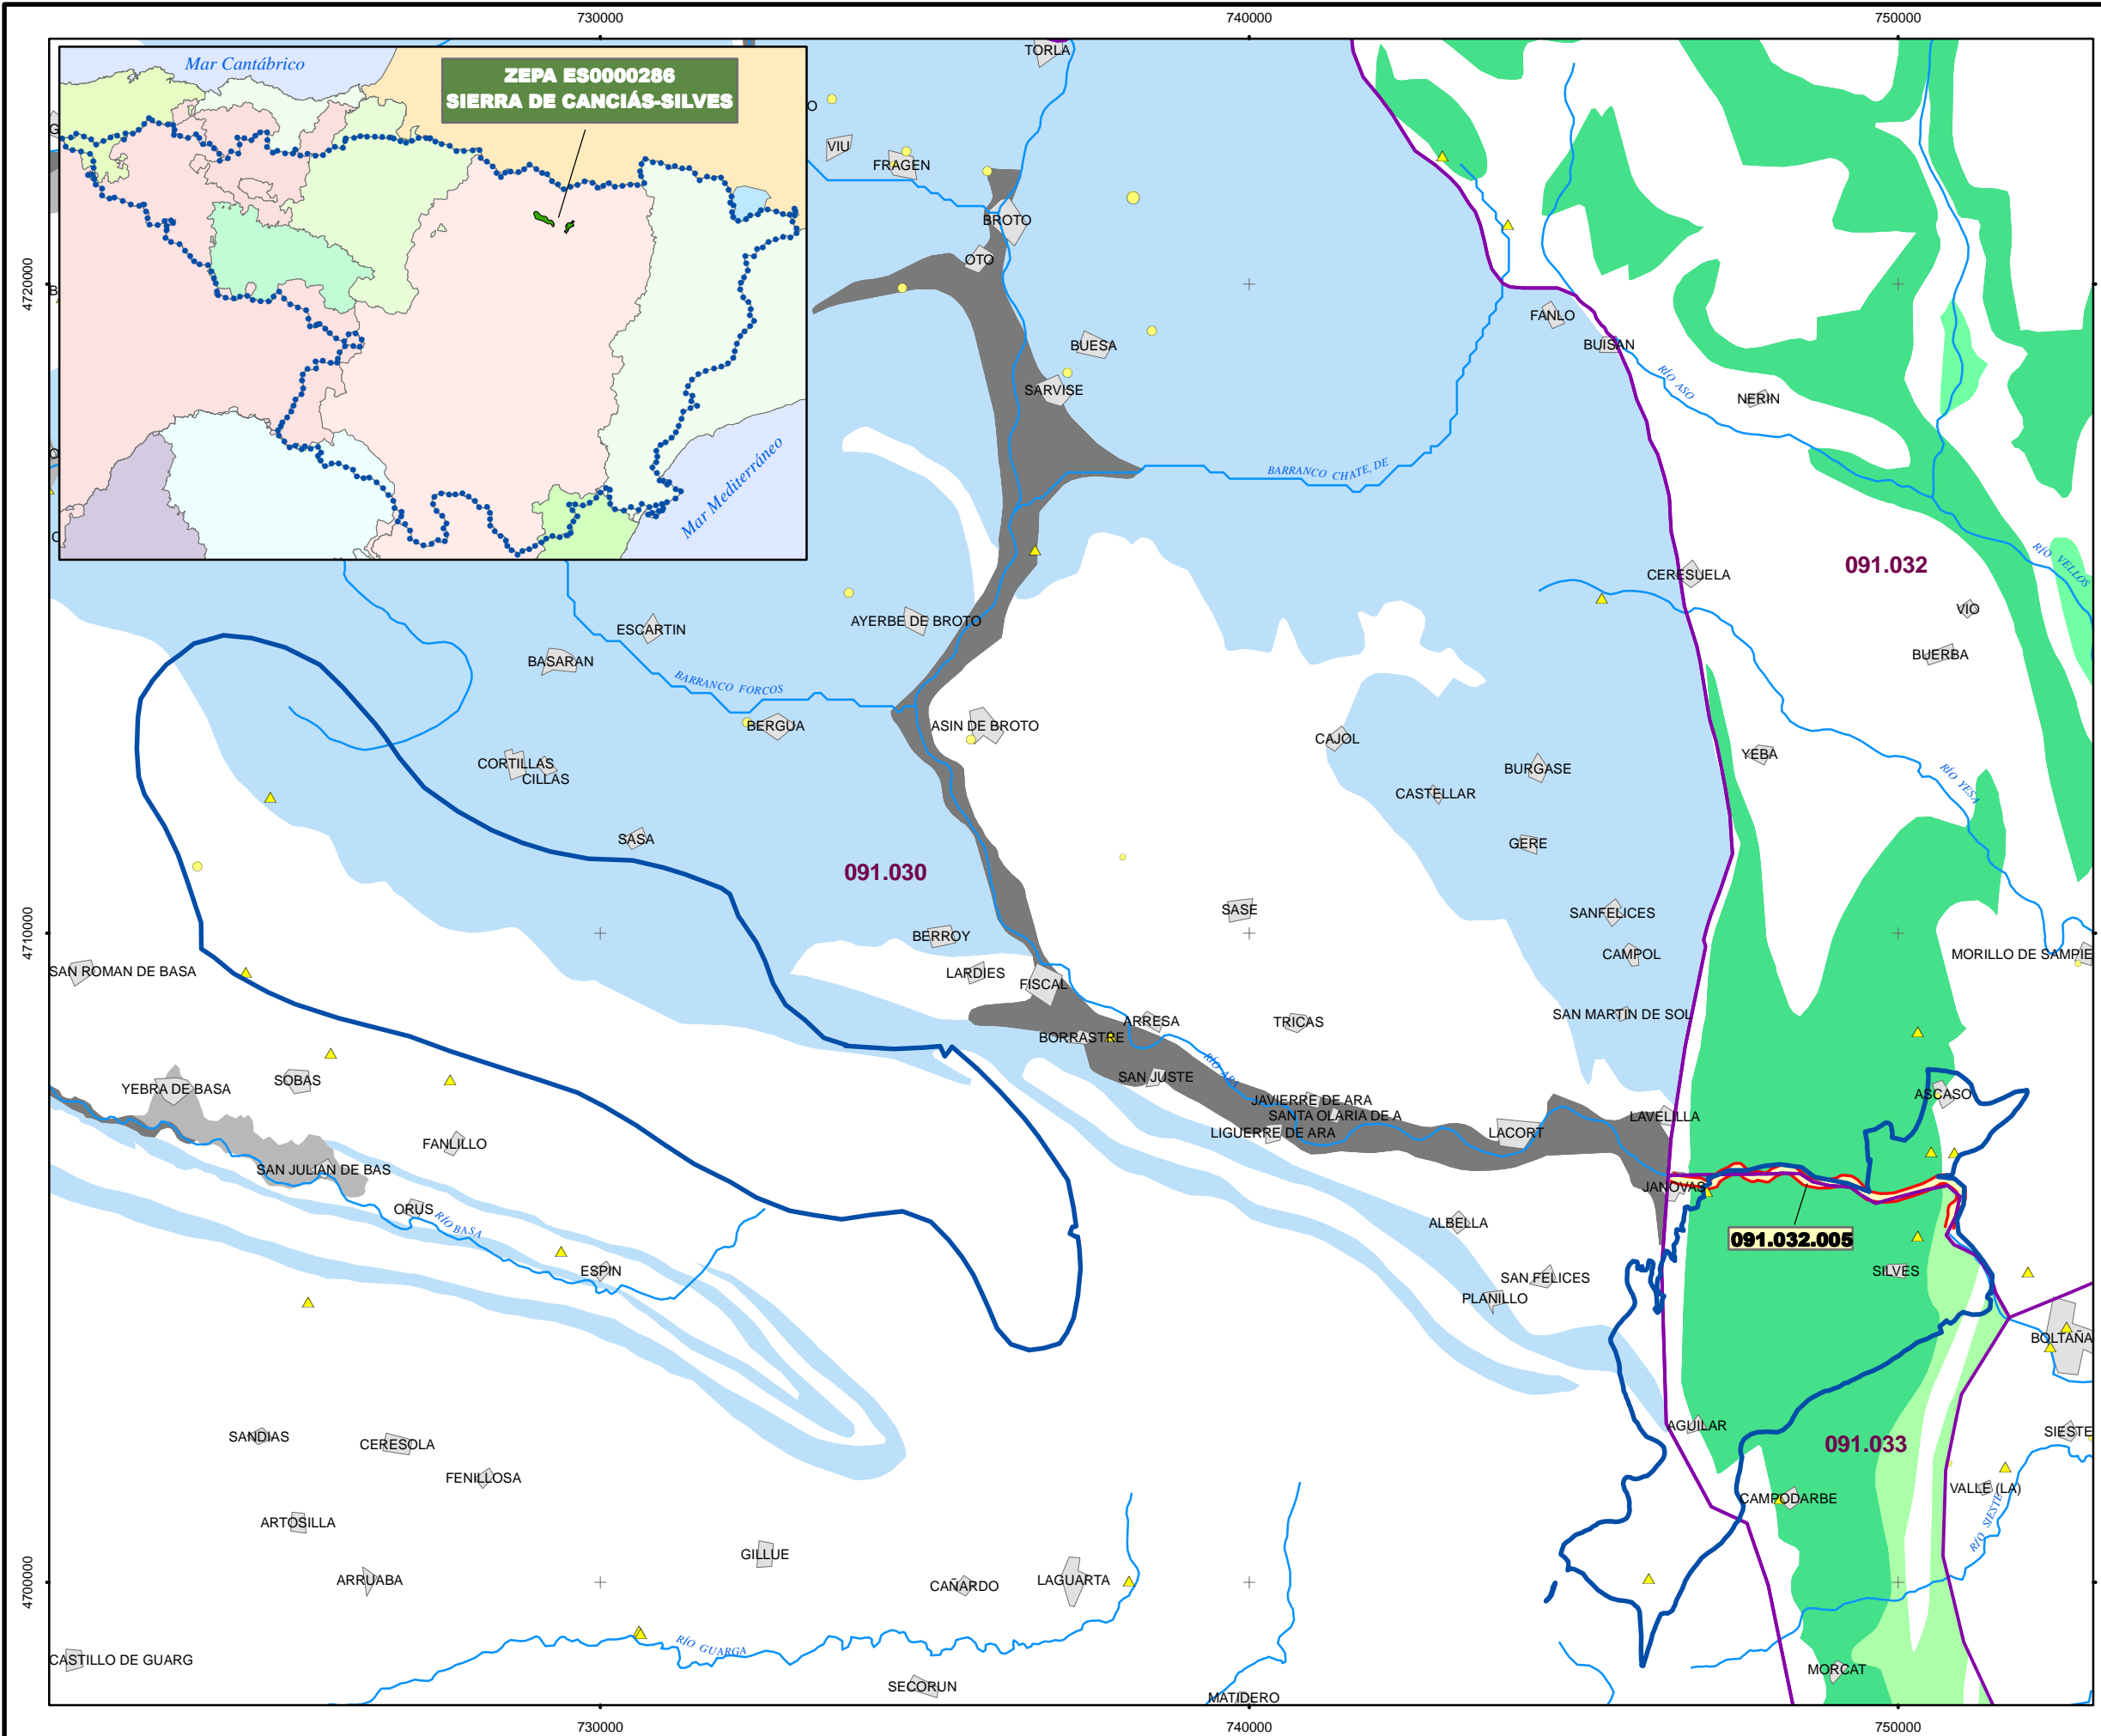 730000
740000
750000
TORLA
Mar Cantábrico
ZEPA ES0000286
SIERRA DE CANCIÁS-SILVES
VIU
FRAGEN
BROTO
OTO
4720000
FANLO
BUISAN
BUESA
SARVISE
RÍO ASO
NERIN
BARRANCO CHATE, DE
Mar Mediterráneo
RÍO VELLOS
091.032
CERESUELA
VIO
ESCARTIN
AYERBE DE BROTO
BASARAN
BUERBA
BARRANCO FORCOS
BERGUA
ASIN DE BROTO
CAJOL
YEBA
CORTILLAS
CILLAS
BURGASE
RÍO YESA
CASTELLAR
SASA
GERE
091.030
SASE
SANFELICES
4710000
BERROY
CAMPOL
MORILLO DE SAMPIE
SAN ROMAN DE BASA
LARDIES
FISCAL
SAN MARTIN DE SOL
ARRESA
TRICAS
BORRASTRE
RÍO ARA
SAN JUSTE
SOBAS
YEBRA DE BASA
ASCASO
JAVIERRE DE ARA
SANTA OLARIA DE A
LAVELILLA
LIGUERRE DE ARA
LACORT
FANLILLO
SAN JULIAN DE BAS
JANOVAS
ORUS
RÍO BASA
ALBELLA
091.032.005
ESPIN
SAN FELICES
SILVES
PLANILLO
BOLTAÑA
AGUILAR
SANDIAS
CERESOLA
091.033
SIESTE
FENILLOSA
VALLE (LA)
CAMPODARBE
ARTOSILLA
RÍO SIESTE
GILLUE
4700000
ARRUABA
CAÑARDO
LAGUARTA
RÍO GUARGA
CASTILLO DE GUARG
MORCAT
SECORUN
MATIDERO
730000
740000
750000